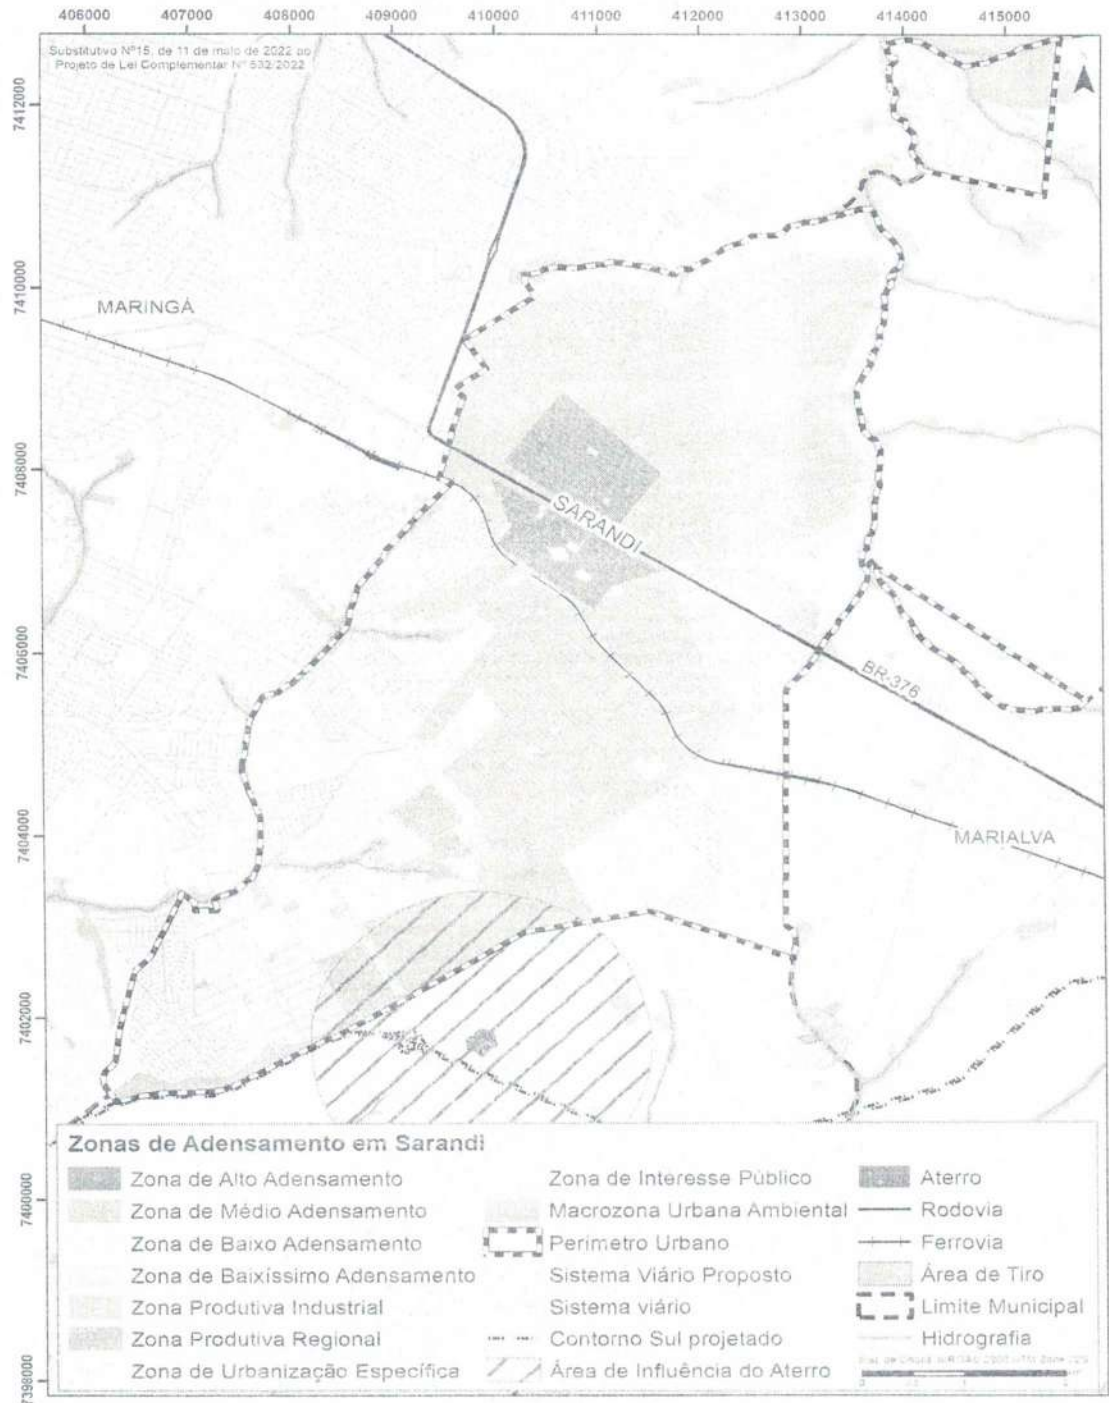 406000 407000 408000 409000 410000 411000 412000 413000 414000 415000
Substitutivo Nº15, de 11 de maio de 2022 ao
Projeto de Lei Complementar Nº 532/2022
7412000
7410000
MARINGÁ
7408000
SARANDI
7406000
BR-376
7404000
MARIALVA
7402000
Zonas de Adensamento em Sarandi
Zona de Alto Adensamento
Zona de Médio Adensamento
Zona de Baixo Adensamento
Zona de Baixíssimo Adensamento
Zona Produtiva Industrial
Zona Produtiva Regional
Zona de Urbanização Específica
Zona de Interesse Público
Macrozona Urbana Ambiental
Perímetro Urbano
Sistema Viário Proposto
Sistema viário
Contorno Sul projetado
Área de Influência do Aterro
Aterro
Rodovia
Ferrovia
Área de Tiro
Limite Municipal
Hidrografia
7400000
7398000